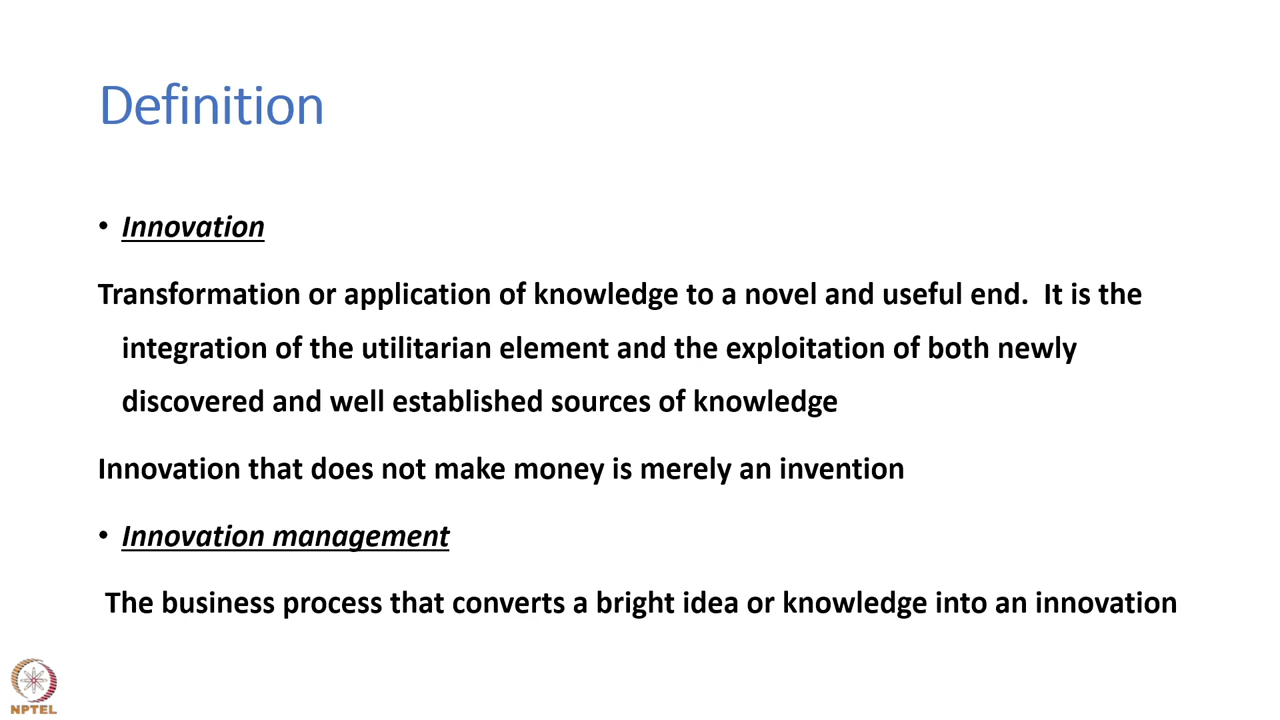 Definition
• Innovation
Transformation or application of knowledge to a novel and useful end.  It is the
integration of the utilitarian element and the exploitation of both newly
discovered and well established sources of knowledge
Innovation that does not make money is merely an invention
• Innovation management
The business process that converts a bright idea or knowledge into an innovation
NPTEL